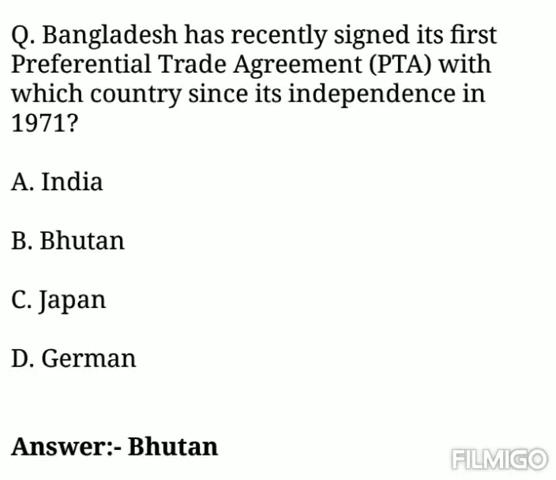 Q. Bangladesh has recently signed its first
Preferential Trade Agreement (PTA) with
which country since its independence in
1971?
A. India
B. Bhutan
C. Japan
D. German
Answer:- Bhutan
FILMIGO